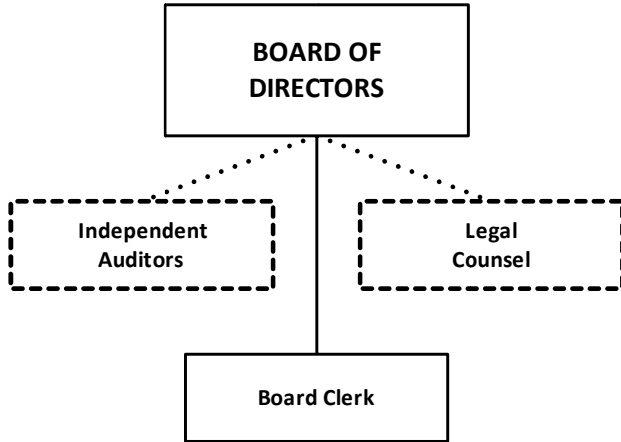 BOARD OF
DIRECTORS
Independent
Auditors
Legal
Counsel
Board Clerk